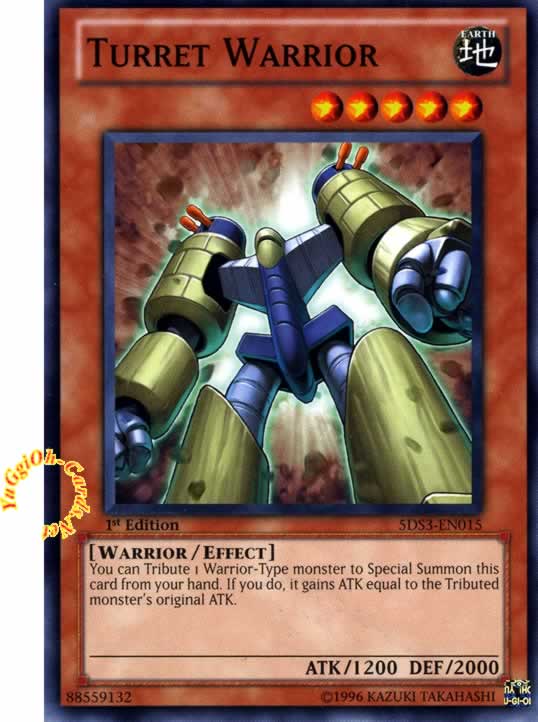 TURRET WARRIOR
EARTH
地
1st Edition
5DS3-EN015
[WARRIOR / EFFECT]
You can Tribute 1 Warrior-Type monster to Special Summon this
card from your hand. If you do, it gains ATK equal to the Tributed
monster's original ATK.
ATK/1200 DEF/2000
88559132
©1996 KAZUKI TAKAHASHI
YuGgiOh-Cards.Net